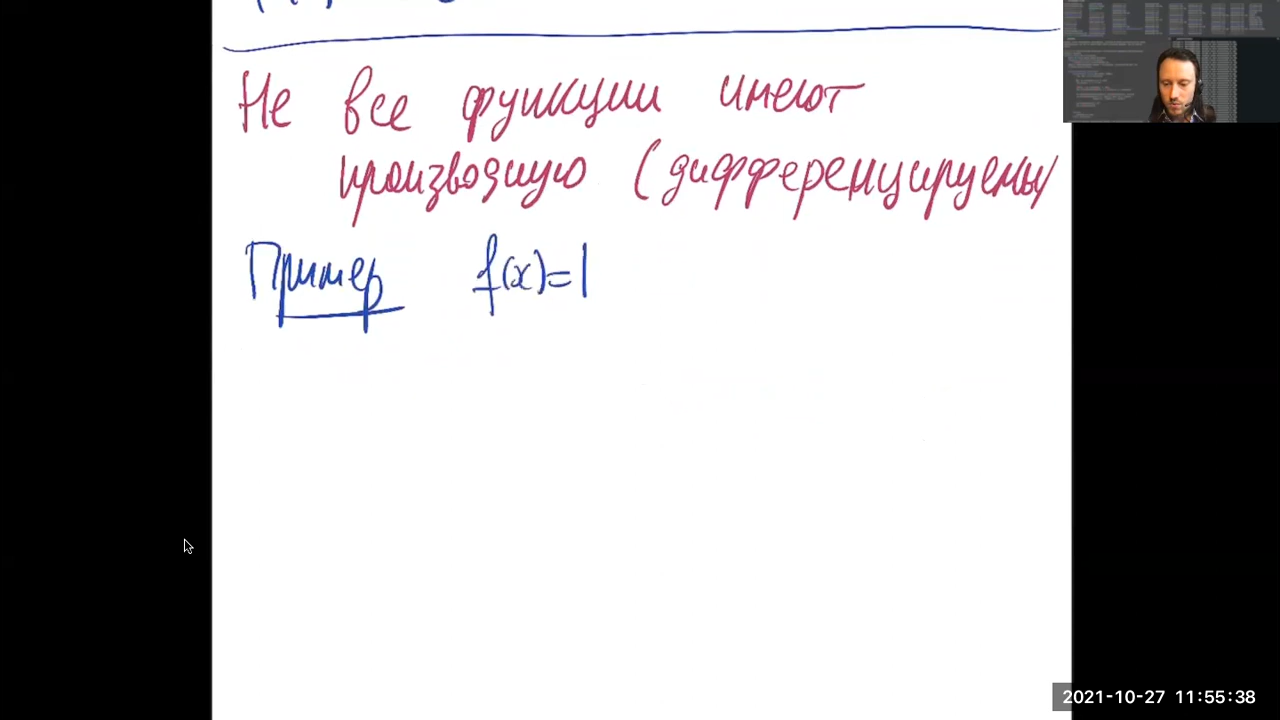 Не все функции имеют
производную (дифференцируемы)
Пример f(x)=|
2021-10-27 11:55:38